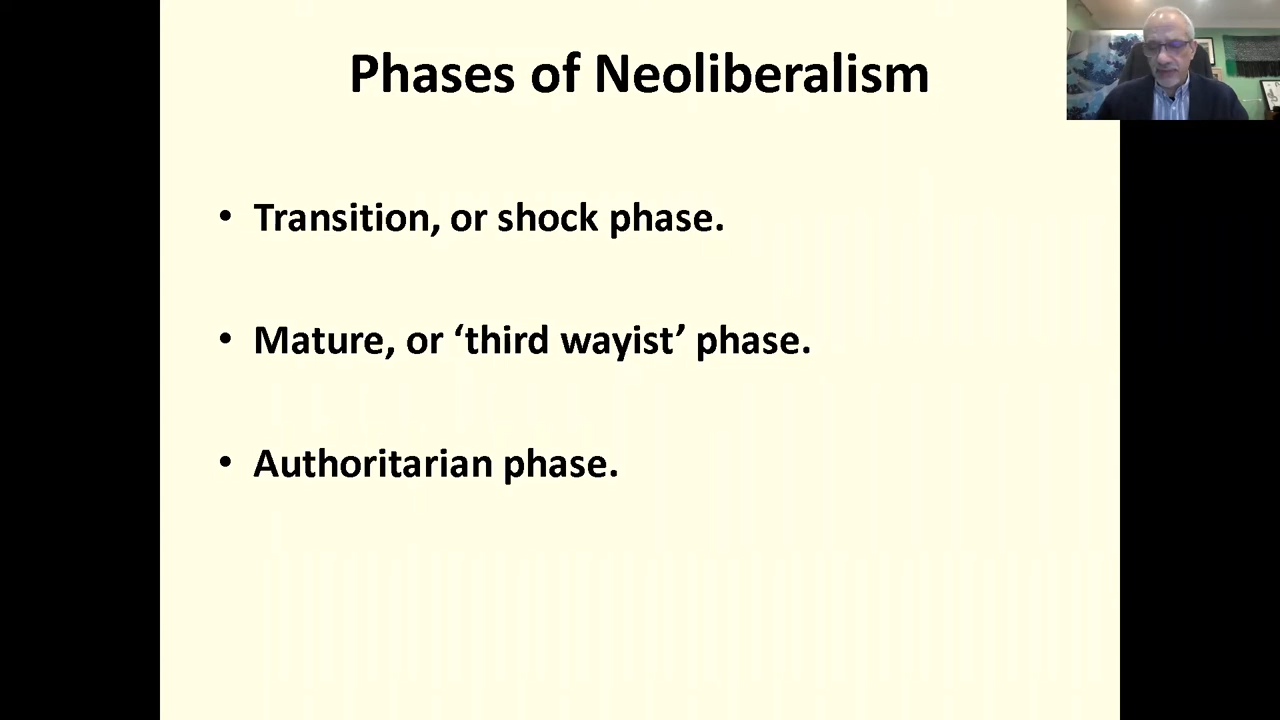 Phases of Neoliberalism
• Transition, or shock phase.
• Mature, or ‘third wayist’ phase.
• Authoritarian phase.